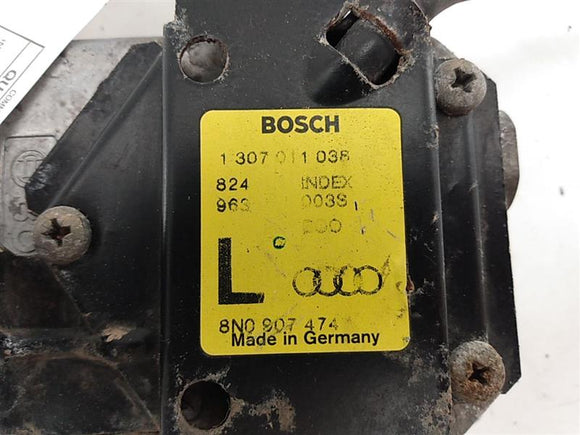 BOSCH
1 307 011 038
824 INDEX
963 003S
L
8N0 907 474
Made in Germany